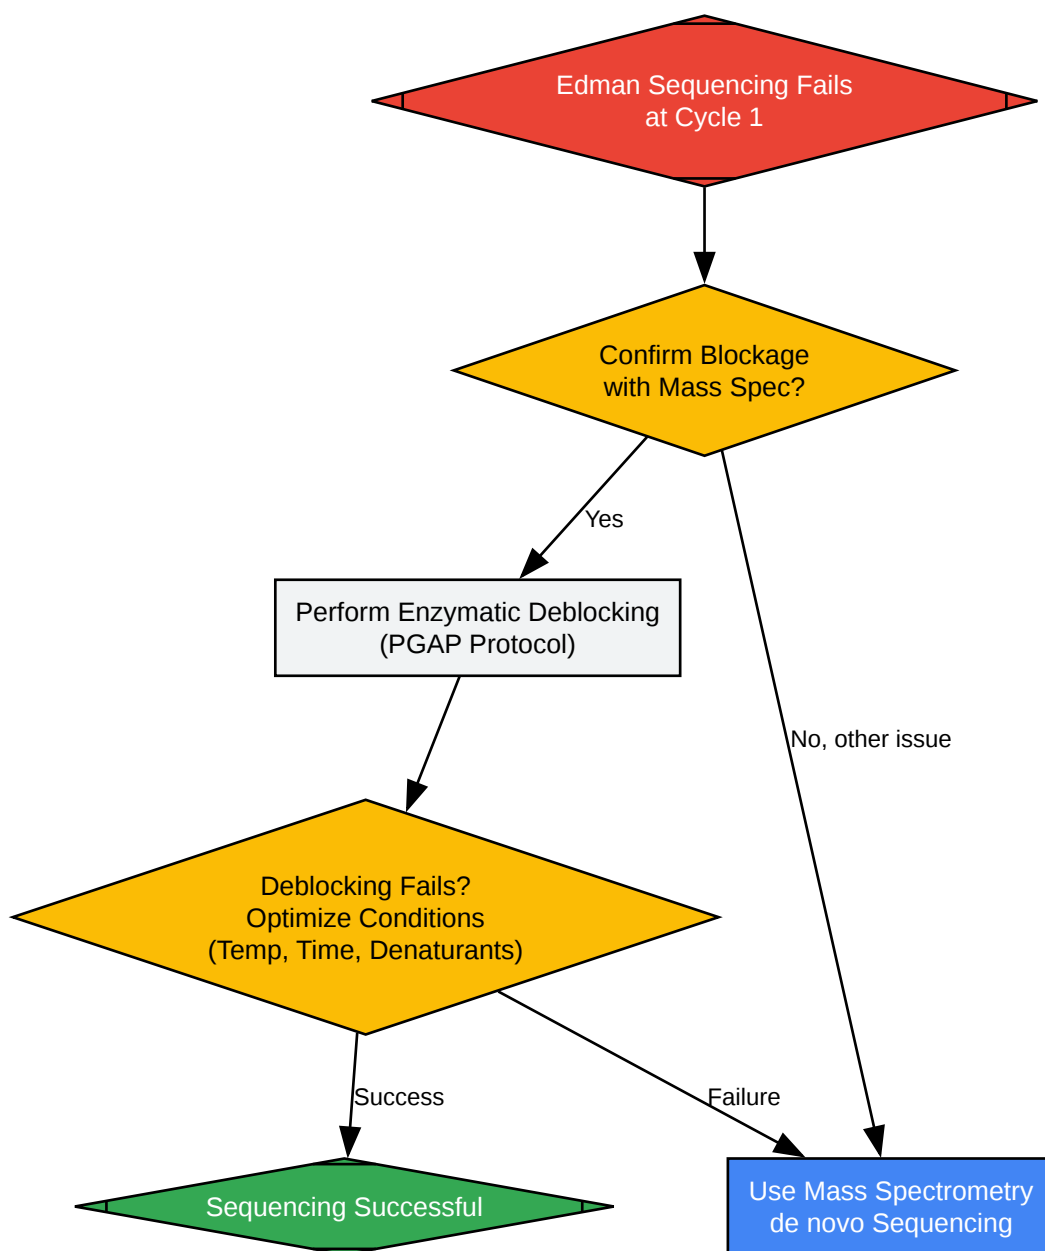 Edman Sequencing Fails
at Cycle 1
Confirm Blockage
with Mass Spec?
Yes
Perform Enzymatic Deblocking
(PGAP Protocol)
No, other issue
Deblocking Fails?
Optimize Conditions
(Temp, Time, Denaturants)
Success
Failure
Sequencing Successful
Use Mass Spectrometry
de novo Sequencing